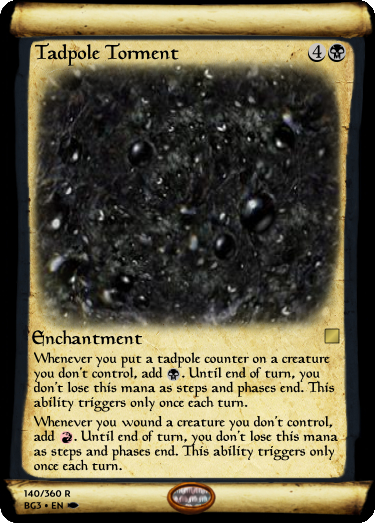 Tadpole Torment 4
Enchantment
Whenever you put a tadpole counter on a creature
you don't control, add . Until end of turn, you
don't lose this mana as steps and phases end. This
ability triggers only once each turn.
Whenever you wound a creature you don't control,
add . Until end of turn, you don't lose this mana
as steps and phases end. This ability triggers only
once each turn.
140/360 R
BG3 • EN